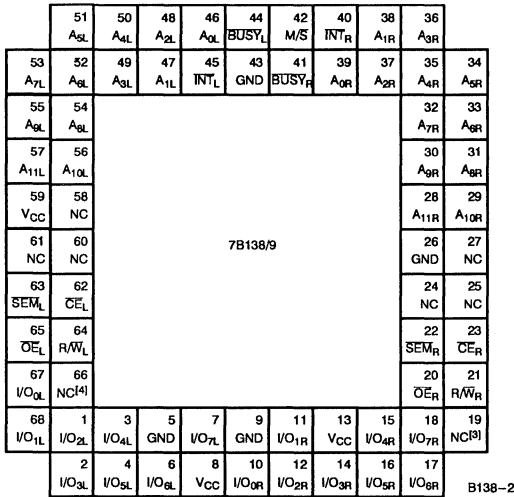 51 50 48 46 44 42 40 38 36
A5L A4L A2L A0L BUSYL M/S INTR A1R A3R
53 52 49 47 45 43 41 39 37 35 34
A7L A6L A3L A1L INTL GND BUSYR A0R A2R A4R A5R
55 54 32 33
A9L A8L A7R A6R
57 56 30 31
A11L A10L A9R A8R
59 58 28 29
VCC NC A11R A10R
61 60 7B138/9 26 27
NC NC GND NC
63 62 24 25
SEML CEL NC NC
65 64 22 23
OEL R/WL SEMR CER
67 66 20 21
I/O0L NC[4] OER R/WR
68 1 3 5 7 9 11 13 15 18 19
I/O1L I/O2L I/O4L GND I/O7L GND I/O1R VCC I/O4R I/O7R NC[3]
2 4 6 8 10 12 14 16 17
I/O3L I/O5L I/O6L VCC I/O0R I/O2R I/O3R I/O5R I/O6R
B138–2